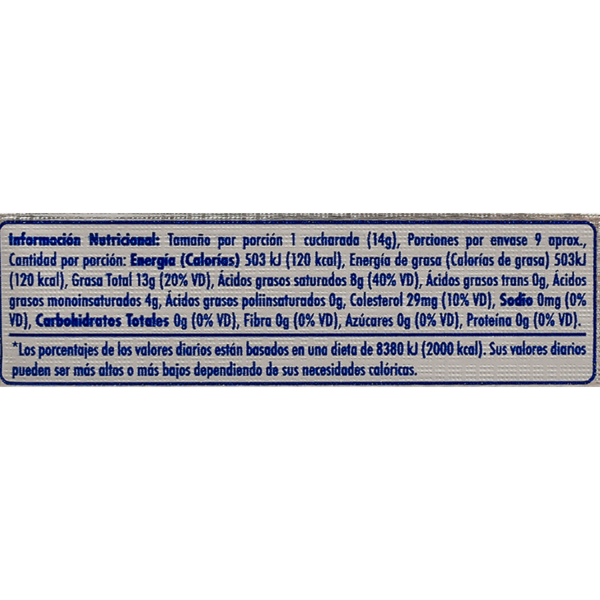 Información Nutricional: Tamaño por porción 1 cucharada (14g), Porciones por envase 9 aprox.,
Cantidad por porción: Energía (Calorías) 503 kJ (120 kcal), Energía de grasa (Calorías de grasa) 503kJ
(120 kcal), Grasa Total 13g (20% VD), Ácidos grasos saturados 8g (40% VD), Ácidos grasos trans 0g, Ácidos
grasos monoinsaturados 4g, Ácidos grasos poliinsaturados 0g, Colesterol 29mg (10% VD), Sodio 0mg (0%
VD), Carbohidratos Totales 0g (0% VD), Fibra 0g (0% VD), Azúcares 0g (0% VD), Proteína 0g (0% VD).
*Los porcentajes de los valores diarios están basados en una dieta de 8380 kJ (2000 kcal). Sus valores diarios
pueden ser más altos o más bajos dependiendo de sus necesidades calóricas.